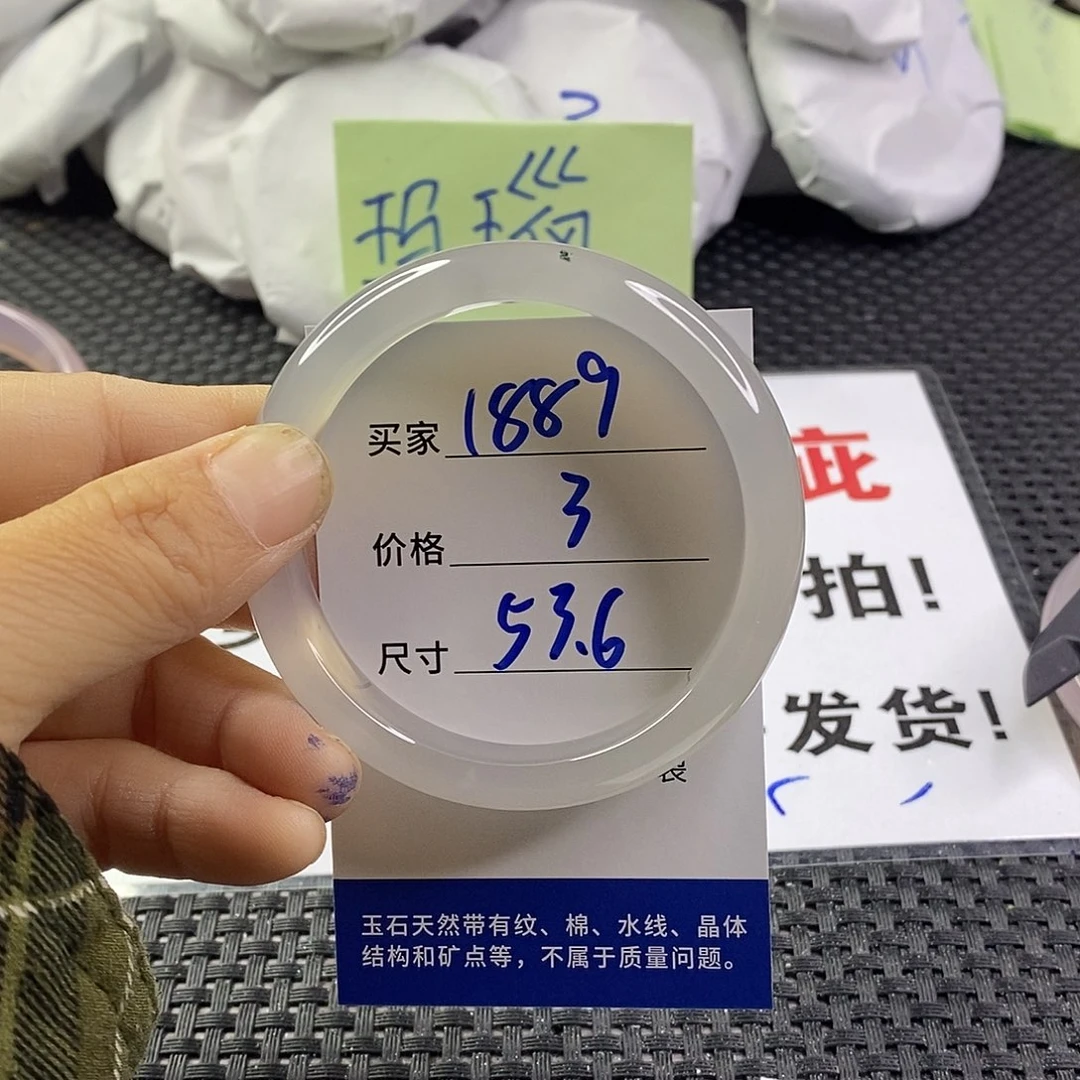 玛瑙
买家 1889
价格 3
尺寸 53.6
玉石天然带有纹、棉、水线、晶体
结构和矿点等，不属于质量问题。
疵
拍！
发货！